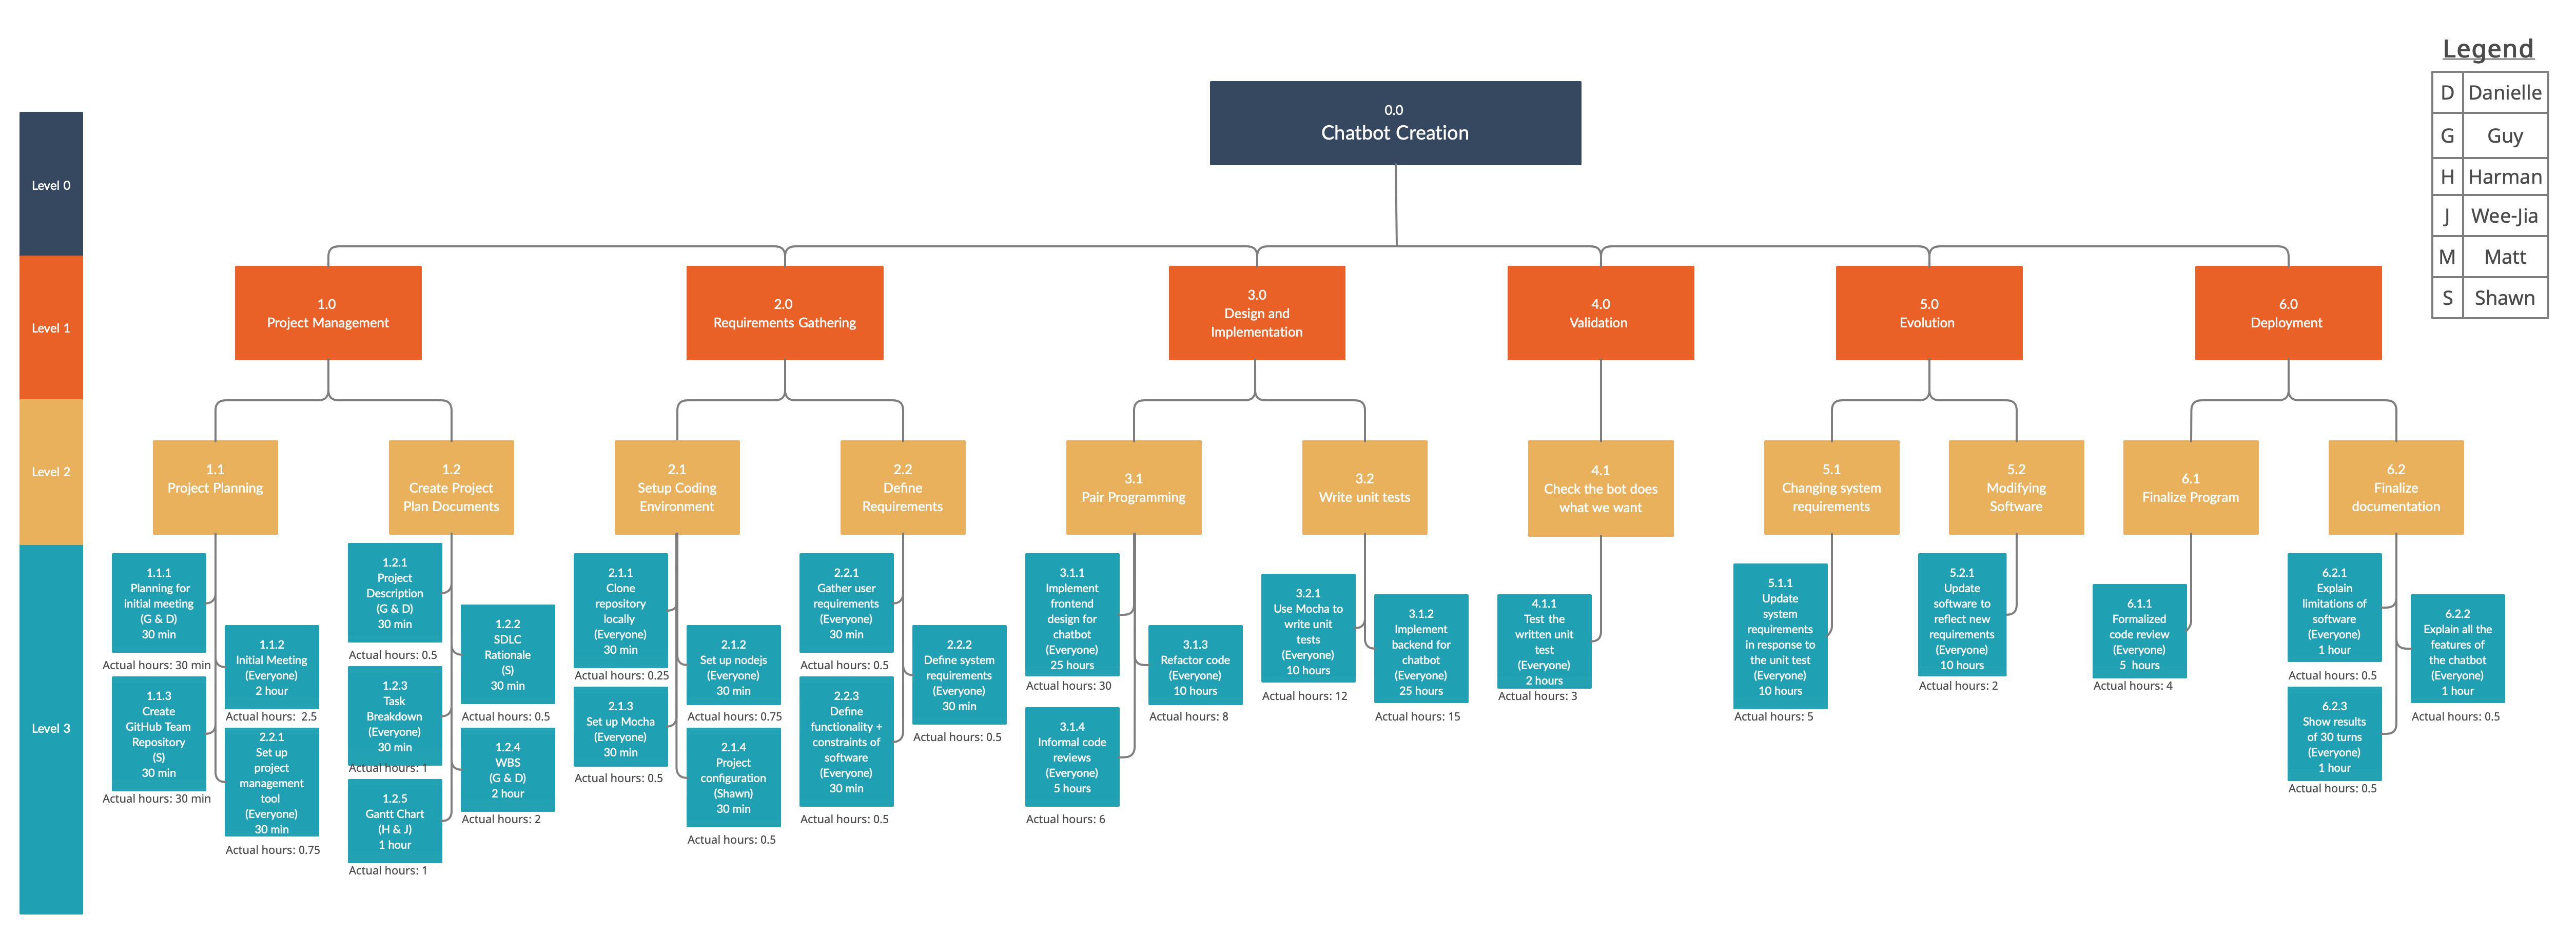 Legend
D Danielle
G Guy
H Harman
J Wee-Jia
M Matt
S Shawn
Level 0
Level 1
Level 2
Level 3
0.0
Chatbot Creation
1.0
Project Management
2.0
Requirements Gathering
3.0
Design and
Implementation
4.0
Validation
5.0
Evolution
6.0
Deployment
1.1
Project Planning
1.2
Create Project
Plan Documents
2.1
Setup Coding
Environment
2.2
Define
Requirements
3.1
Pair Programming
3.2
Write unit tests
4.1
Check the bot does
what we want
5.1
Changing system
requirements
5.2
Modifying
Software
6.1
Finalize Program
6.2
Finalize
documentation
1.1.1
Planning for
initial meeting
(G & D)
30 min
Actual hours: 30 min
1.1.2
Initial Meeting
(Everyone)
2 hour
Actual hours: 2.5
1.1.3
Create
GitHub Team
Repository
(S)
30 min
Actual hours: 30 min
2.2.1
Set up
project
management
tool
(Everyone)
30 min
Actual hours: 0.75
1.2.1
Project
Description
(G & D)
30 min
Actual hours: 0.5
1.2.2
SDLC
Rationale
(S)
30 min
Actual hours: 0.5
1.2.3
Task
Breakdown
(Everyone)
30 min
Actual hours: 1
1.2.4
WBS
(G & D)
2 hour
Actual hours: 2
1.2.5
Gantt Chart
(H & J)
1 hour
Actual hours: 1
2.1.1
Clone
repository
locally
(Everyone)
30 min
Actual hours: 0.25
2.1.2
Set up nodejs
(Everyone)
30 min
Actual hours: 0.75
2.1.3
Set up Mocha
(Everyone)
30 min
Actual hours: 0.5
2.1.4
Project
configuration
(Shawn)
30 min
Actual hours: 0.5
2.2.1
Gather user
requirements
(Everyone)
30 min
Actual hours: 0.5
2.2.2
Define system
requirements
(Everyone)
30 min
Actual hours: 0.5
2.2.3
Define
functionality +
constraints of
software
(Everyone)
30 min
Actual hours: 0.5
3.1.1
Implement
frontend
design for
chatbot
(Everyone)
25 hours
Actual hours: 30
3.1.3
Refactor code
(Everyone)
10 hours
Actual hours: 8
3.1.4
Informal code
reviews
(Everyone)
5 hours
Actual hours: 6
3.2.1
Use Mocha to
write unit
tests
(Everyone)
10 hours
Actual hours: 12
3.1.2
Implement
backend for
chatbot
(Everyone)
25 hours
Actual hours: 15
4.1.1
Test the
written unit
test
(Everyone)
2 hours
Actual hours: 3
5.1.1
Update
system
requirements
in response to
the unit test
(Everyone)
10 hours
Actual hours: 5
5.2.1
Update
software to
reflect new
requirements
(Everyone)
10 hours
Actual hours: 2
6.1.1
Formalized
code review
(Everyone)
5 hours
Actual hours: 4
6.2.1
Explain
limitations of
software
(Everyone)
1 hour
Actual hours: 0.5
6.2.2
Explain all the
features of
the chatbot
(Everyone)
1 hour
Actual hours: 0.5
6.2.3
Show results
of 30 turns
(Everyone)
1 hour
Actual hours: 0.5